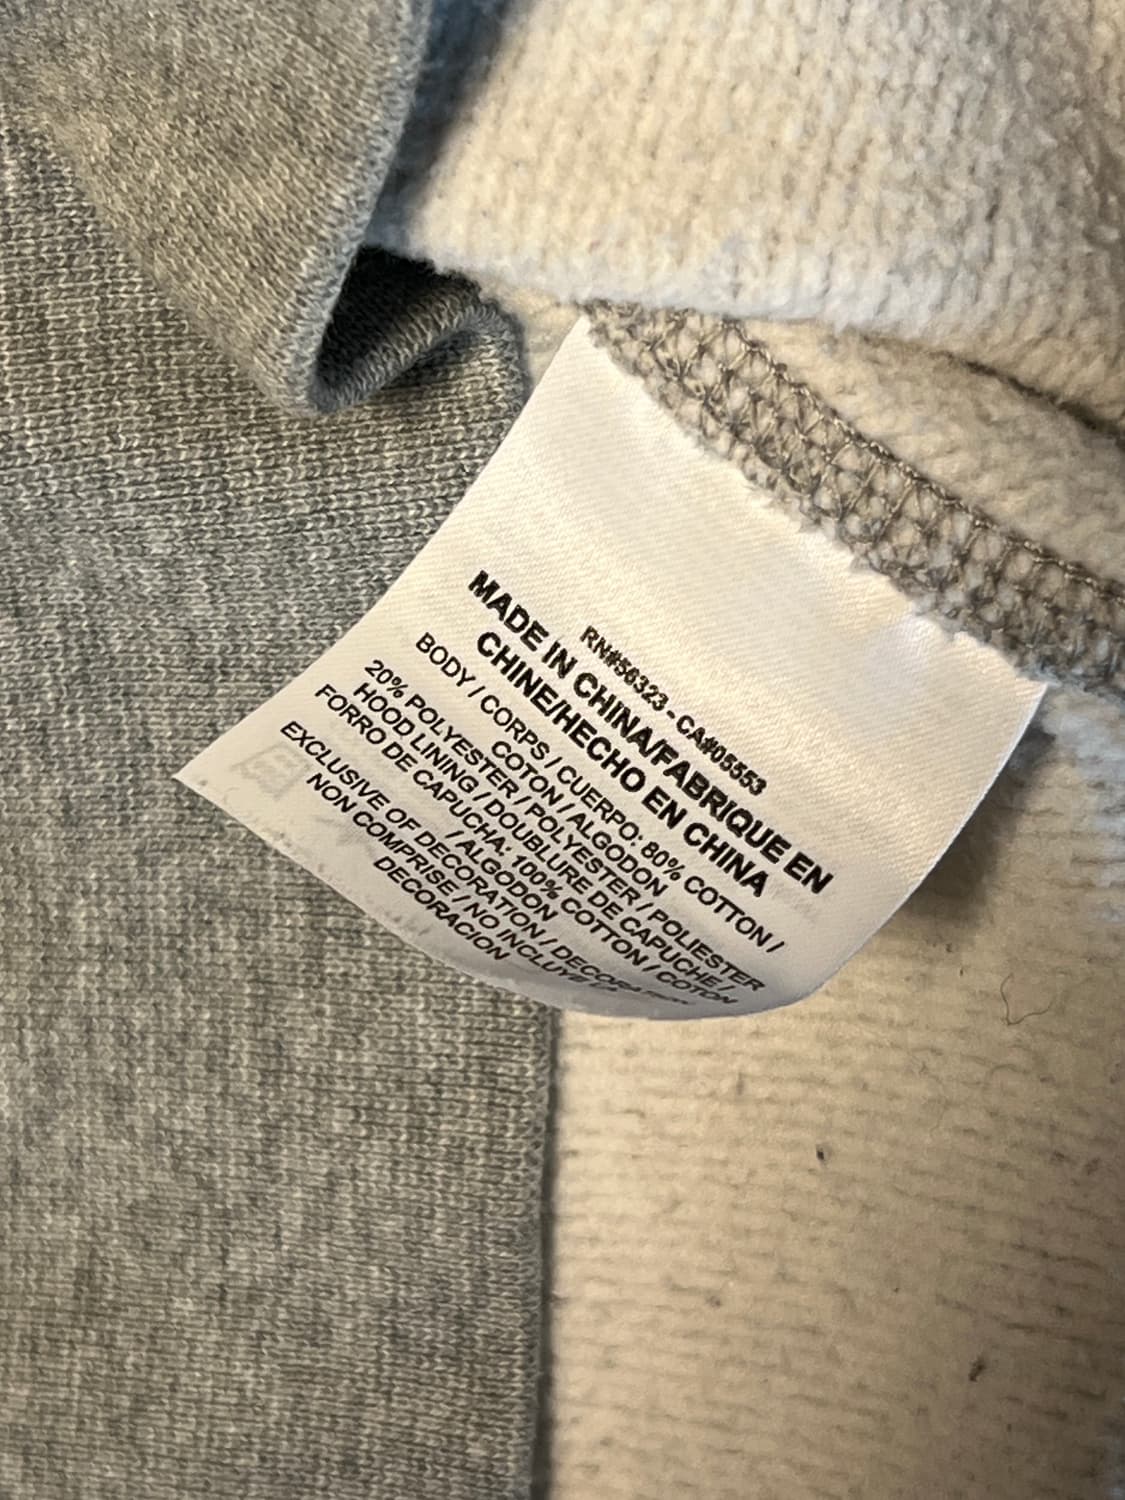 RN#56323 - CA#05553
MADE IN CHINA/FABRIQUE EN
CHINE/HECHO EN CHINA
BODY / CORPS / CUERPO: 80% COTTON /
COTON / ALGODON
20% POLYESTER / POLYESTER / POLIESTER
HOOD LINING / DOUBLURE DE CAPUCHE /
FORRO DE CAPUCHA: 100% COTTON / COTON
/ ALGODON
EXCLUSIVE OF DECORATION / DECORATION
NON COMPRISE / NO INCLUYE LA
DECORACION